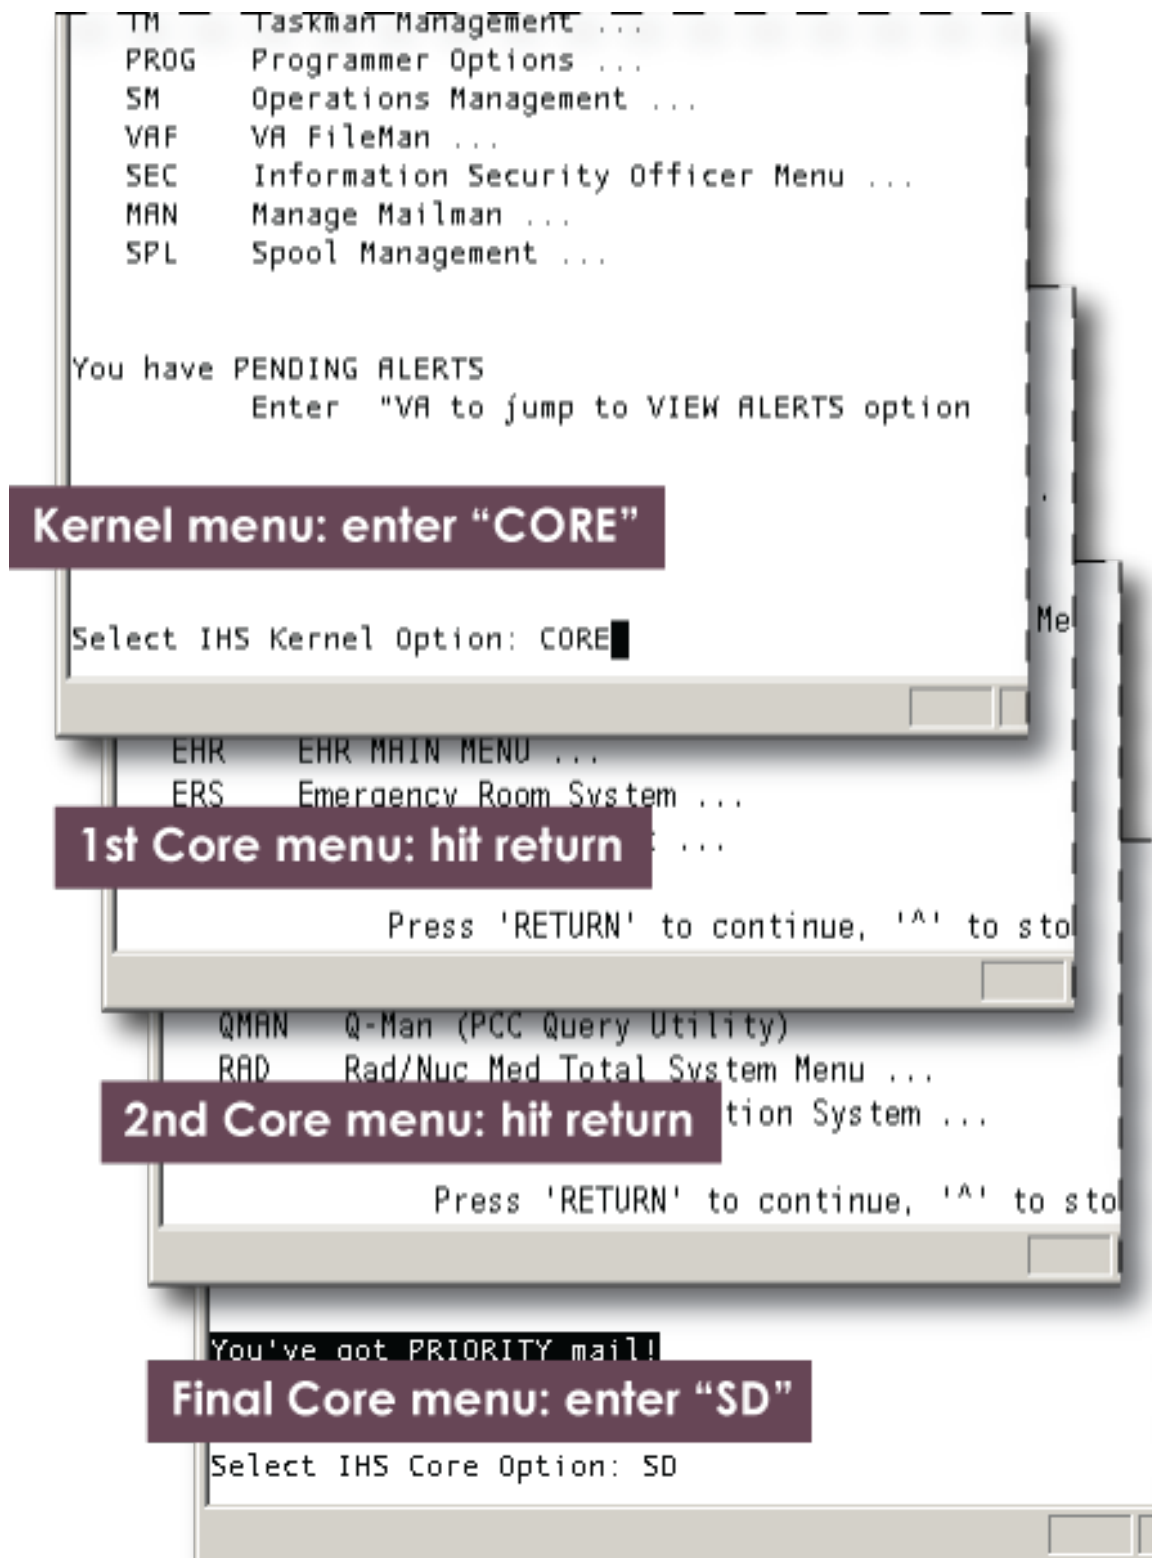 TM Taskman Management ...
PROG Programmer Options ...
SM Operations Management ...
VAF VA FileMan ...
SEC Information Security Officer Menu ...
MAN Manage Mailman ...
SPL Spool Management ...
You have PENDING ALERTS
Enter "VA to jump to VIEW ALERTS option
Kernel menu: enter “CORE”
Me
Select IHS Kernel Option: CORE
EHR EHR MAIN MENU ...
ERS Emergency Room System ...
1st Core menu: hit return ...
Press 'RETURN' to continue, '^' to sto
QMAN Q-Man (PCC Query Utility)
RAD Rad/Nuc Med Total System Menu ...
2nd Core menu: hit return tion System ...
Press 'RETURN' to continue, '^' to sto
You've got PRIORITY mail!
Final Core menu: enter “SD”
Select IHS Core Option: SD